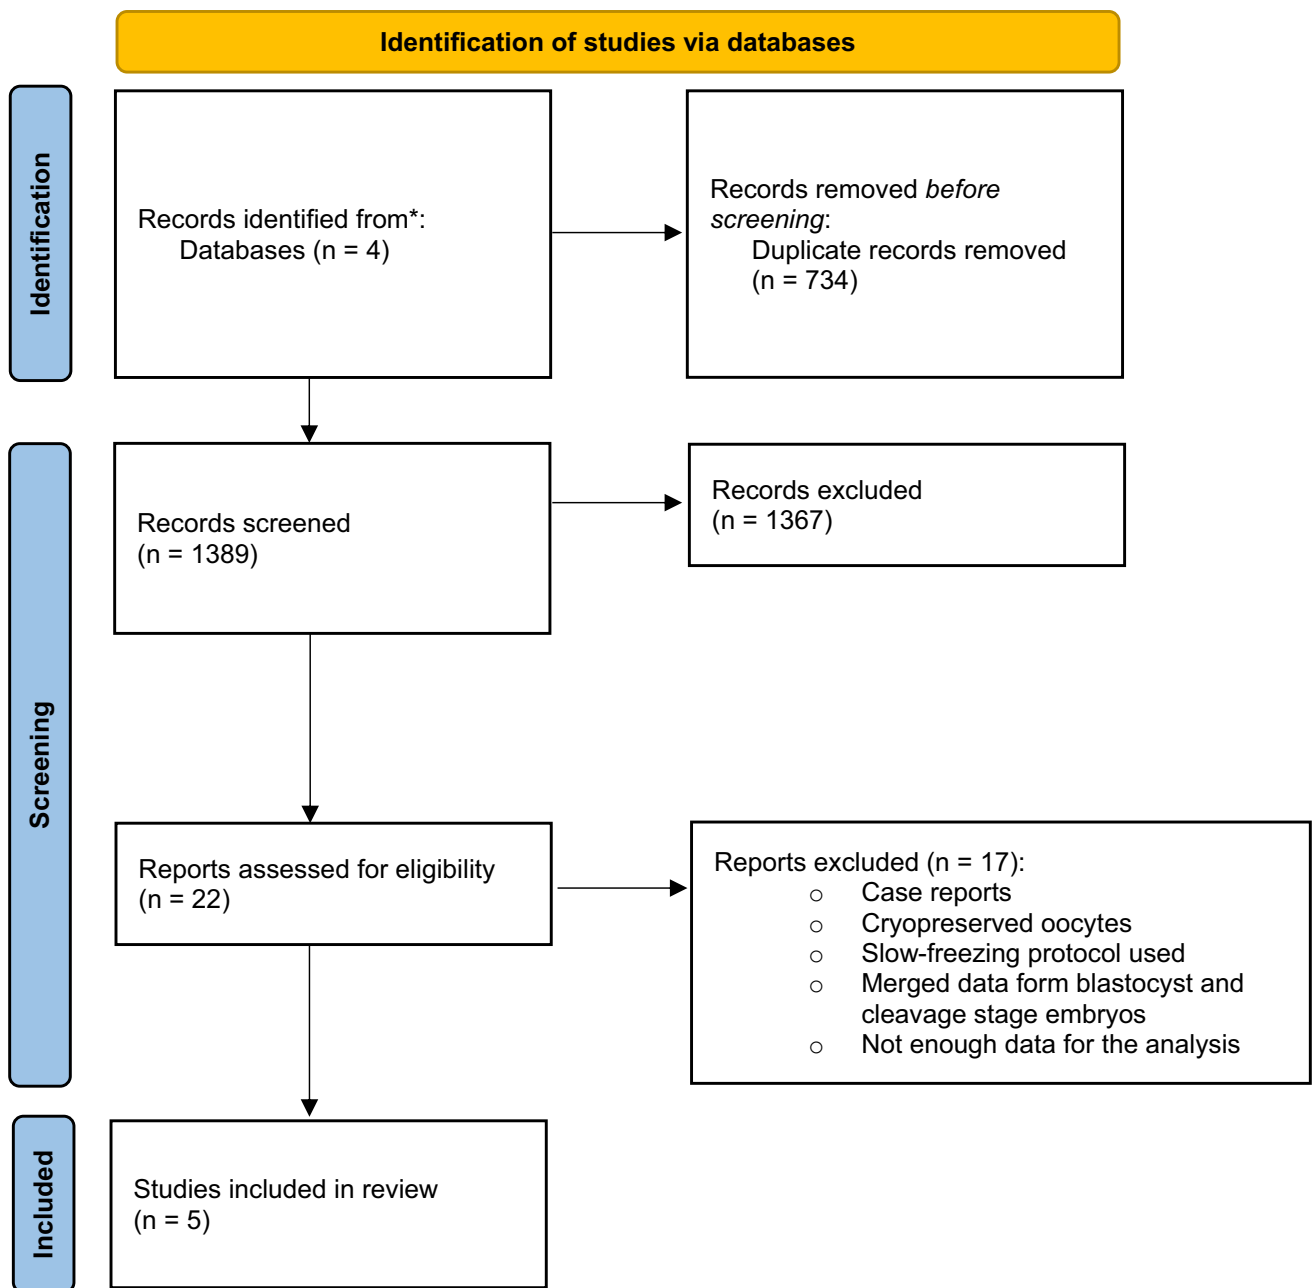 Identification of studies via databases
Identification
Records identified from*:
Databases (n = 4)
Records removed before
screening:
Duplicate records removed
(n = 734)
Screening
Records screened
(n = 1389)
Records excluded
(n = 1367)
Reports assessed for eligibility
(n = 22)
Reports excluded (n = 17):
o Case reports
o Cryopreserved oocytes
o Slow-freezing protocol used
o Merged data form blastocyst and
cleavage stage embryos
o Not enough data for the analysis
Included
Studies included in review
(n = 5)